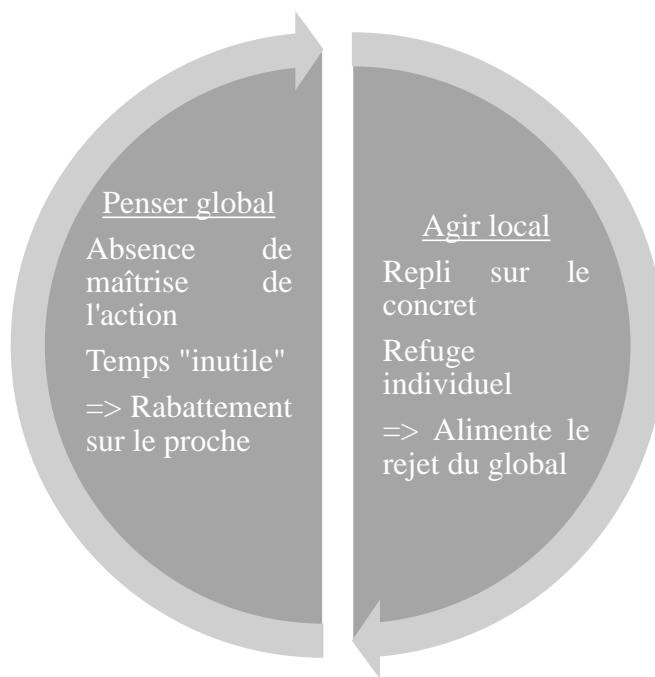 Penser global
Absence de
maîtrise de
l'action
Temps "inutile"
=> Rabattement
sur le proche
Agir local
Repli sur le
concret
Refuge
individuel
=> Alimente le
rejet du global